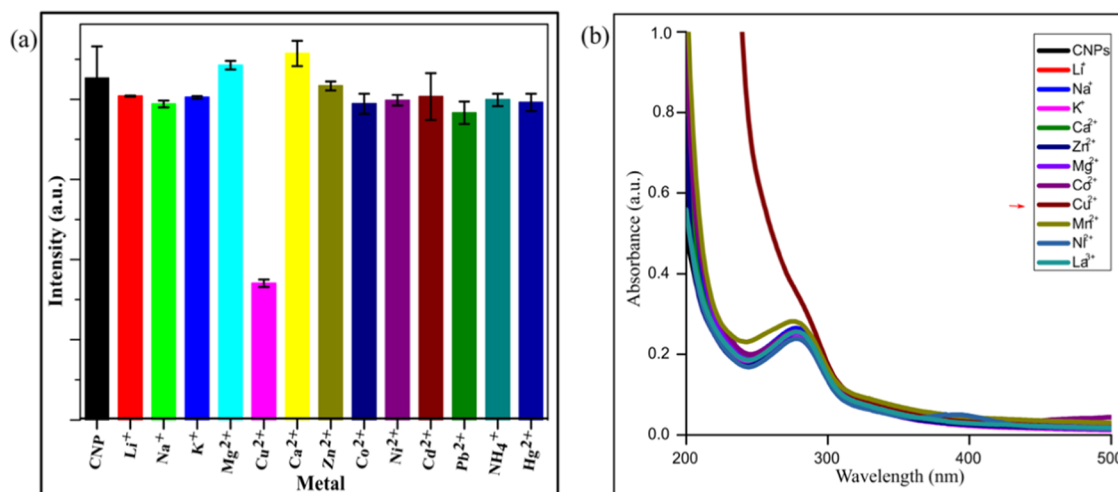 (a)
Intensity (a.u.)
CNP
Li⁺
Na⁺
K⁺
Mg²⁺
Cu²⁺
Ca²⁺
Zn²⁺
Co²⁺
Ni²⁺
Cd²⁺
Pb²⁺
NH₄⁺
Hg²⁺
Metal
(b)
Absorbance (a.u.)
1.0
0.8
0.6
0.4
0.2
0.0
200
300
400
500
Wavelength (nm)
CNPs
Li⁺
Na⁺
K⁺
Ca²⁺
Zn²⁺
Mg²⁺
Co²⁺
Cu²⁺
Mn²⁺
Ni²⁺
La³⁺